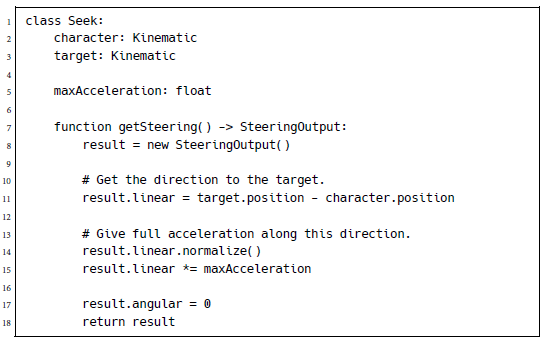 1 class Seek:
2     character: Kinematic
3     target: Kinematic
4
5     maxAcceleration: float
6
7     function getSteering() -> SteeringOutput:
8         result = new SteeringOutput()
9
10         # Get the direction to the target.
11         result.linear = target.position - character.position
12
13         # Give full acceleration along this direction.
14         result.linear.normalize()
15         result.linear *= maxAcceleration
16
17         result.angular = 0
18         return result